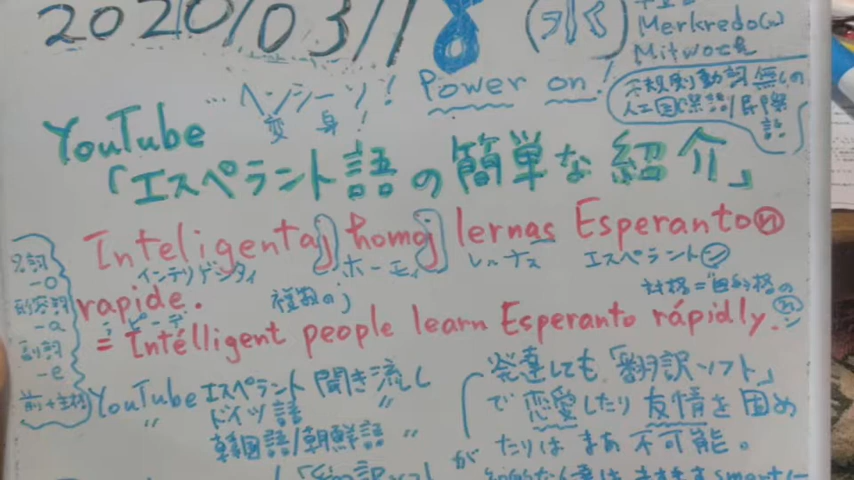 2020/03/18 (水)
Merkredo(n)
Mitwoch
…ヘンシーン!
変 身!
Power on!
不規則動詞無しの
人工国際語/民際
語
YouTube
「エスペラント語の簡単な紹介」
Inteligentaj homoj lernas Esperantoⓝ
インテリゲンタイ ホーモイ レルナス エスペラントン
名詞
-o
形容詞
-a
副詞
-e
rapide.
複数のj
対格=目的格の
ⓝ
= Intélligent people learn Esperanto rápidly.
YouTube エスペラント 聞き流し
〃 ドイツ語 〃
韓国語/朝鮮語 〃
発達しても「翻訳ソフト」
で恋愛したり友情を固め
たりはまあ不可能。
が